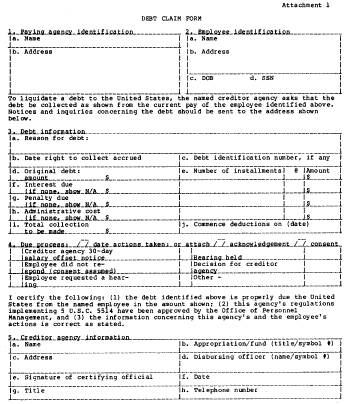 Attachment 1
DEBT CLAIM FORM
1. Paying agency identification
2. Employee identification
a. Name
a. Name
b. Address
b. Address
c. DOB d. SSN
To liquidate a debt to the United States, the named creditor agency asks that the
debt be collected as shown from the current pay of the employee identified above.
Notices and inquiries concerning the debt should be sent to the address shown
below.
3. Debt information
a. Reason for debt:
b. Date right to collect accrued
c. Debt identification number, if any
d. Original debt:
amount $
e. Number of installments # Amount
$
f. Interest due
(if none, show N/A $
$
g. Penalty due
(if none, show N/A $
$
h. Administrative cost
(if none, show N/A $
$
i. Total collection
to be made $
j. Commence deductions on (date)
4. Due process: / / date actions taken: or attach / / acknowledgement / / consent
Creditor agency 30-day
salary offset notice
Hearing held
Employee did not re-
spond (consent assumed)
Decision for creditor
agency
Employee requested a hear-
ing
Other -
I certify the following: (1) the debt identified above is properly due the United
States from the named employee in the amount shown; (2) this agency's regulations
implementing 5 U.S.C. 5514 have been approved by the Office of Personnel
Management, and (3) the information concerning this agency's and the employee's
actions is correct as stated.
5. Creditor agency information
a. Name
b. Appropriation/fund (title/symbol #)
c. Address
d. Disbursing officer (name/symbol #)
e. Signature of certifying official
f. Date
g. Title
h. Telephone number